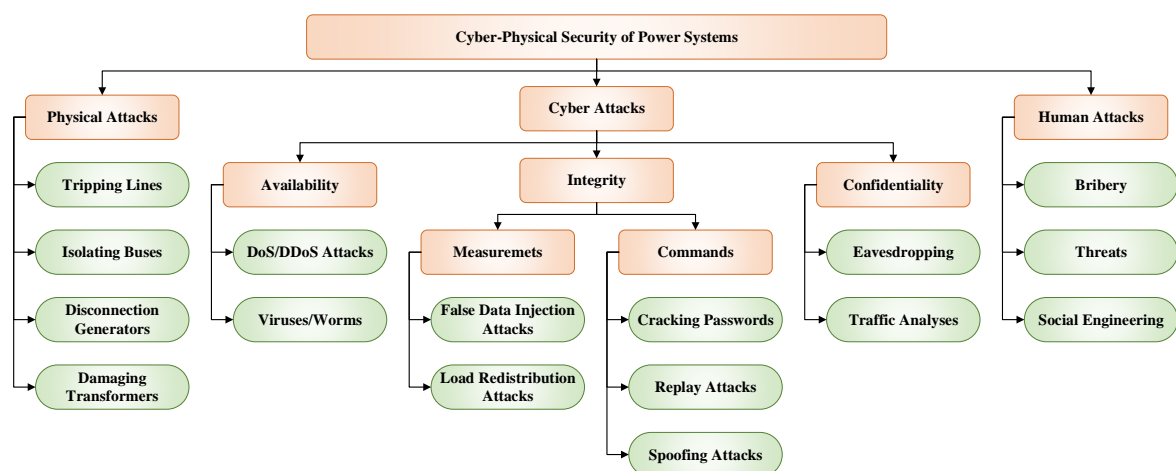 Cyber-Physical Security of Power Systems
Physical Attacks
Cyber Attacks
Human Attacks
Tripping Lines
Isolating Buses
Disconnection
Generators
Damaging
Transformers
Availability
DoS/DDoS Attacks
Viruses/Worms
Integrity
Measuremets
False Data Injection
Attacks
Load Redistribution
Attacks
Commands
Cracking Passwords
Replay Attacks
Spoofing Attacks
Confidentiality
Eavesdropping
Traffic Analyses
Bribery
Threats
Social Engineering